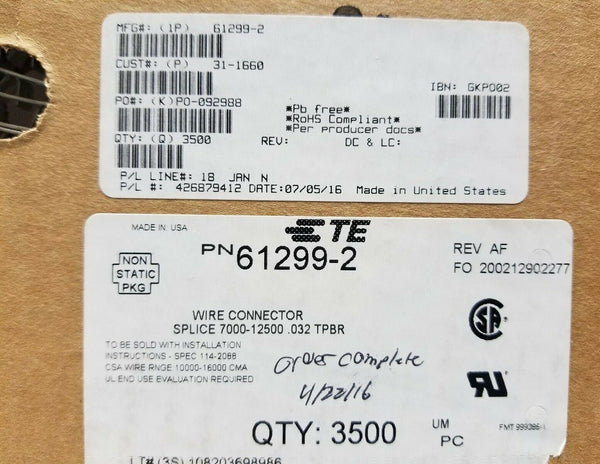 MFG#: (1P) 61299-2
CUST#: (P) 31-1660
IBN: GKP002
PO#: (K)PO-092988
*Pb free*
*RoHS Compliant*
*Per producer docs*
QTY: (Q) 3500 REV: DC & LC:
P/L LINE#: 18 JAN N
P/L #: 426879412 DATE:07/05/16 Made in United States
MADE IN USA
TE
PN 61299-2
REV AF
FO 200212902277
NON
STATIC
PKG
WIRE CONNECTOR
SPLICE 7000-12500 .032 TPBR
TO BE SOLD WITH INSTALLATION
INSTRUCTIONS - SPEC 114-2088
CSA WIRE RNGE 10000-16000 CMA
UL END USE EVALUATION REQUIRED
order complete
4/22/16
QTY: 3500
UM
PC
LT#(3S)108203698986